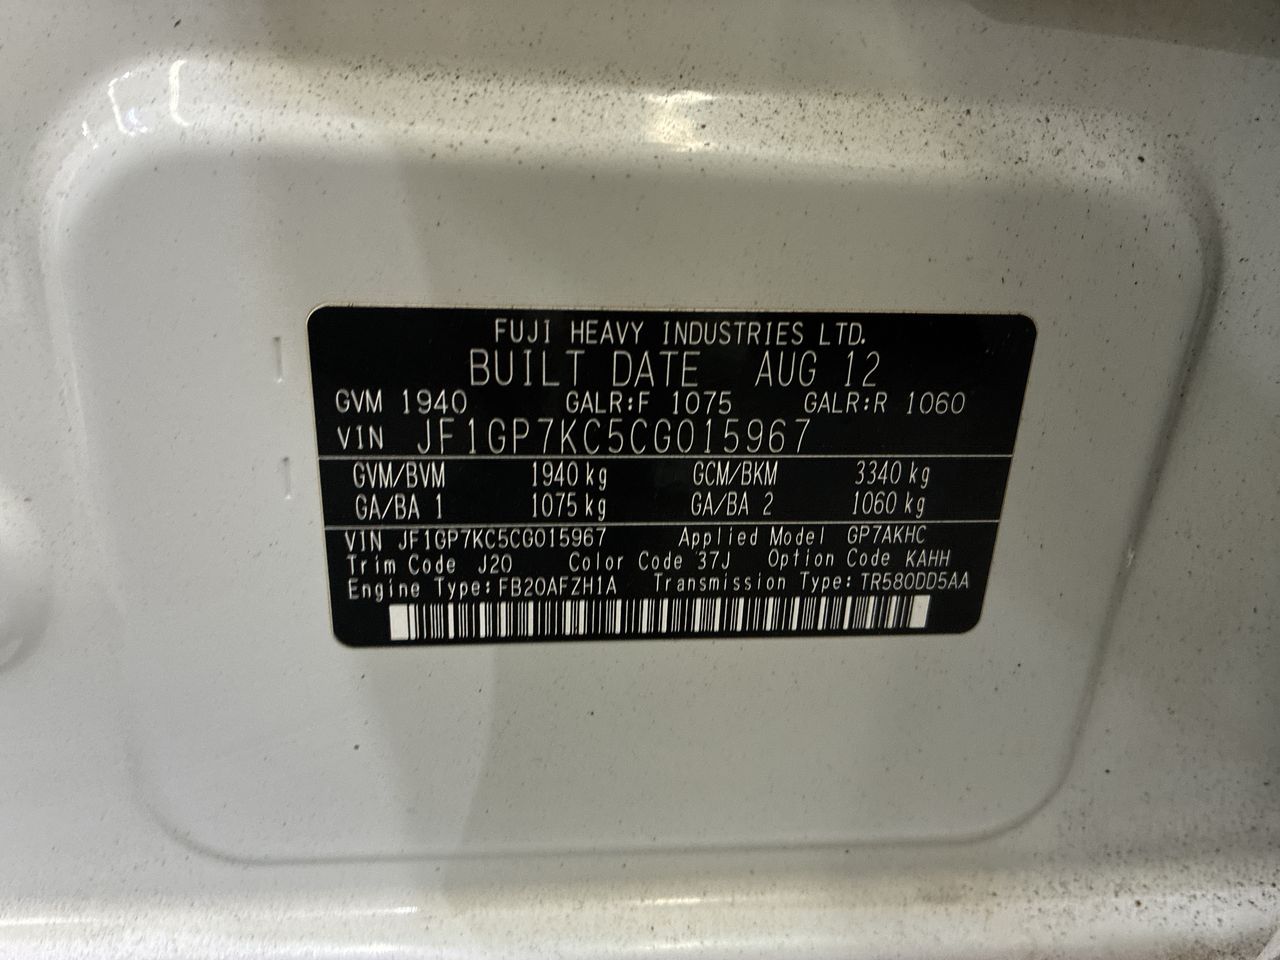 FUJI HEAVY INDUSTRIES LTD.
BUILT DATE AUG 12
GVM 1940 GALR:F 1075 GALR:R 1060
VIN JF1GP7KC5CG015967
GVM/BVM 1940 kg GCM/BKM 3340 kg
GA/BA 1 1075 kg GA/BA 2 1060 kg
VIN JF1GP7KC5CG015967 Applied Model GP7AKHC
Trim Code J20 Color Code 37J Option Code KAHH
Engine Type:FB20AFZH1A Transmission Type:TR580DD5AA